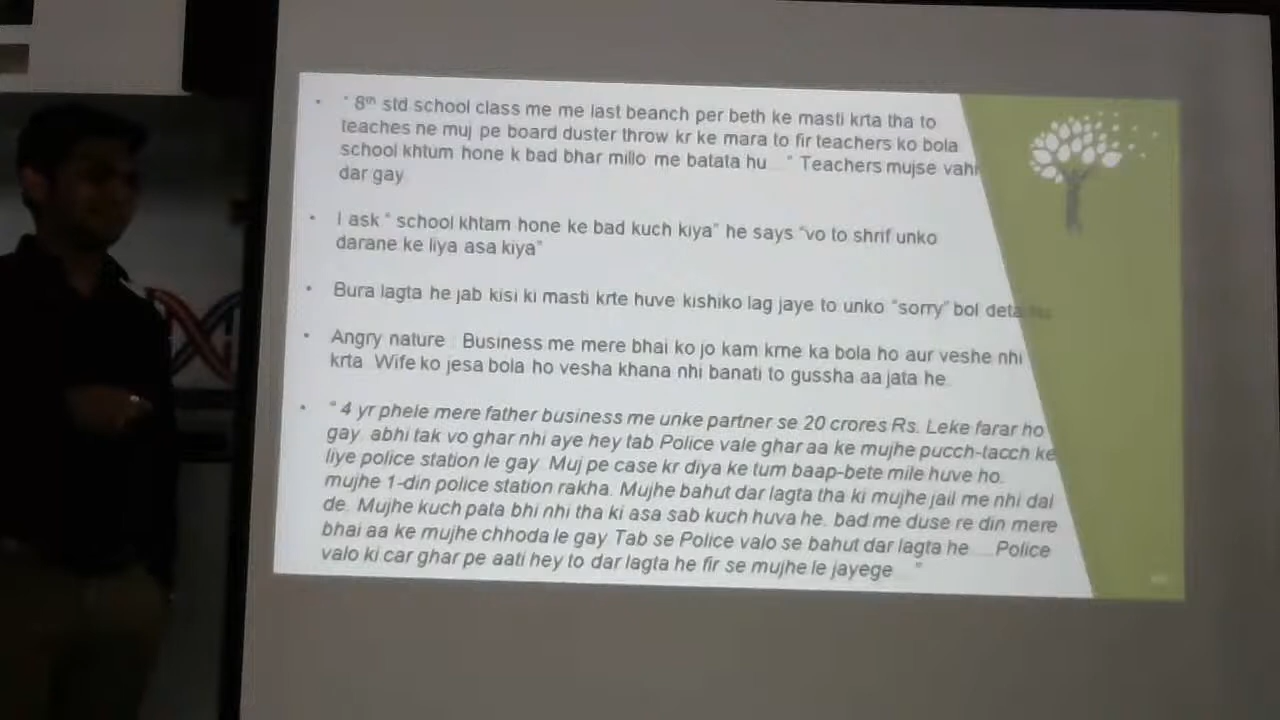 • " 8th std school class me me last beanch per beth ke masti krta tha to
teaches ne muj pe board duster throw kr ke mara to fir teachers ko bola
school khtum hone k bad bhar millo me batata hu ... " Teachers mujse vahi
dar gay
• I ask " school khtam hone ke bad kuch kiya" he says "vo to shrif unko
darane ke liya asa kiya"
• Bura lagta he jab kisi ki masti krte huve kishiko lag jaye to unko "sorry" bol deta
• Angry nature : Business me mere bhai ko jo kam krne ka bola ho aur veshe nhi
krta. Wife ko jesa bola ho vesha khana nhi banati to gussha aa jata he.
• " 4 yr phele mere father business me unke partner se 20 crores Rs. Leke farar ho
gay. abhi tak vo ghar nhi aye hey tab Police vale ghar aa ke mujhe pucch-tacch ke
liye police station le gay. Muj pe case kr diya ke tum baap-bete mile huve ho.
mujhe 1-din police station rakha. Mujhe bahut dar lagta tha ki mujhe jail me nhi dal
de. Mujhe kuch pata bhi nhi tha ki asa sab kuch huva he. bad me duse re din mere
bhai aa ke mujhe chhoda le gay. Tab se Police valo se bahut dar lagta he ... Police
valo ki car ghar pe aati hey to dar lagta he fir se mujhe le jayege ... "